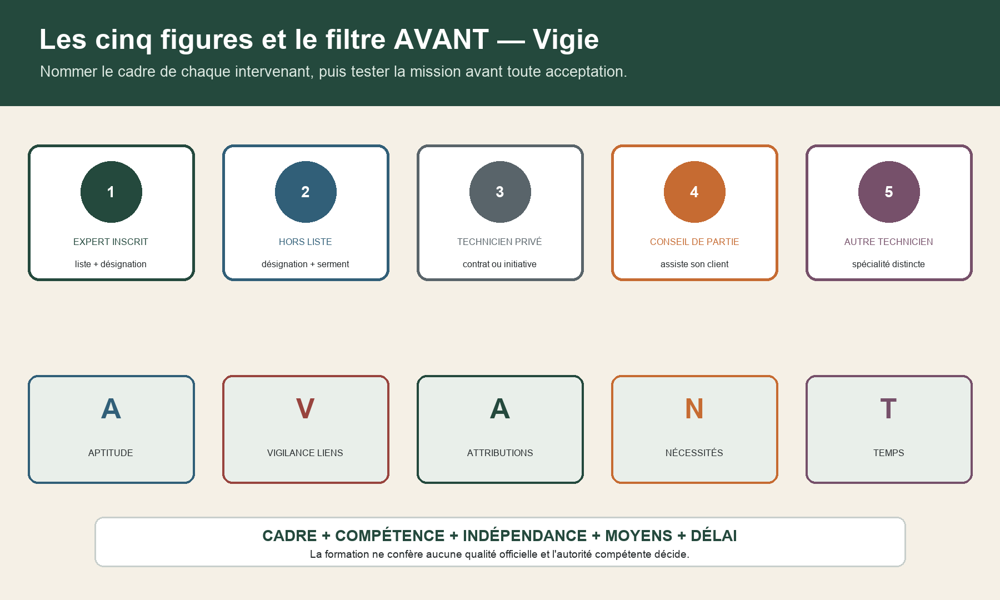 Les cinq figures et le filtre AVANT — Vigie
Nommer le cadre de chaque intervenant, puis tester la mission avant toute acceptation.
1
EXPERT INSCRIT
liste + désignation
2
HORS LISTE
désignation + serment
3
TECHNICIEN PRIVÉ
contrat ou initiative
4
CONSEIL DE PARTIE
assiste son client
5
AUTRE TECHNICIEN
spécialité distincte
A
APTITUDE
V
VIGILANCE LIENS
A
ATTRIBUTIONS
N
NÉCESSITÉS
T
TEMPS
CADRE + COMPÉTENCE + INDÉPENDANCE + MOYENS + DÉLAI
La formation ne confère aucune qualité officielle et l'autorité compétente décide.